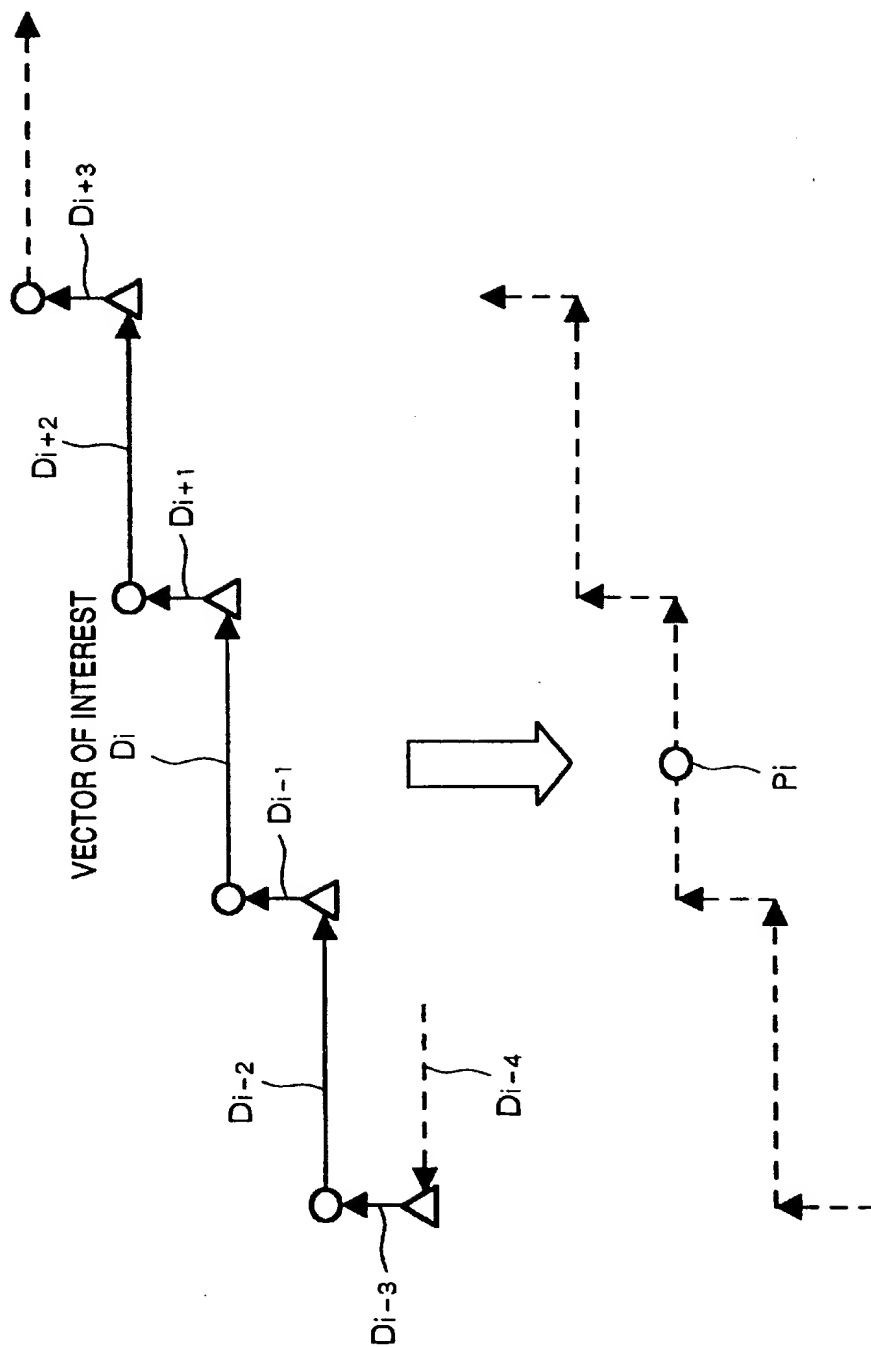 VECTOR OF INTEREST
Di-4
Di-3
Di-2
Di-1
Di
Di+1
Di+2
Di+3
Pi